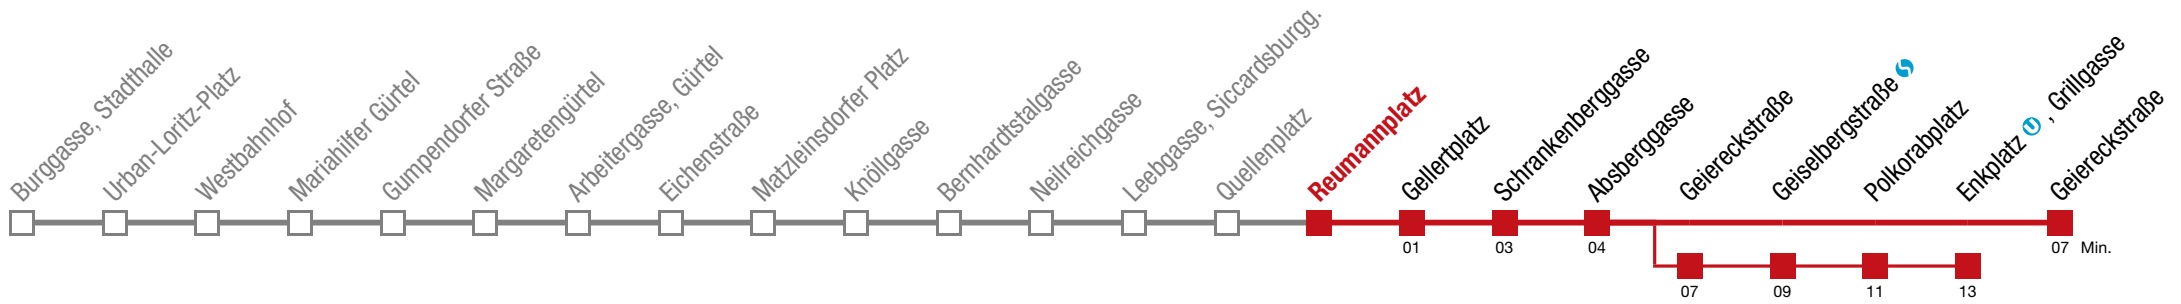 Burggasse, Stadthalle
Urban-Loritz-Platz
Westbahnhof
Mariahilfer Gürtel
Gumpendorfer Straße
Margaretengürtel
Arbeitergasse, Gürtel
Eichenstraße
Matzleinsdorfer Platz
Knöllgasse
Bernhardtstalgasse
Neilreichgasse
Leebgasse, Siccardsburgg.
Quellenplatz
Reumannplatz
Gellertplatz
Schrankenberggasse
Absberggasse
Geiereckstraße
Geiselbergstraße S
Polkorabplatz
Enkplatz U , Grillgasse
Geiereckstraße
01 03 04 07 Min.
07 09 11 13